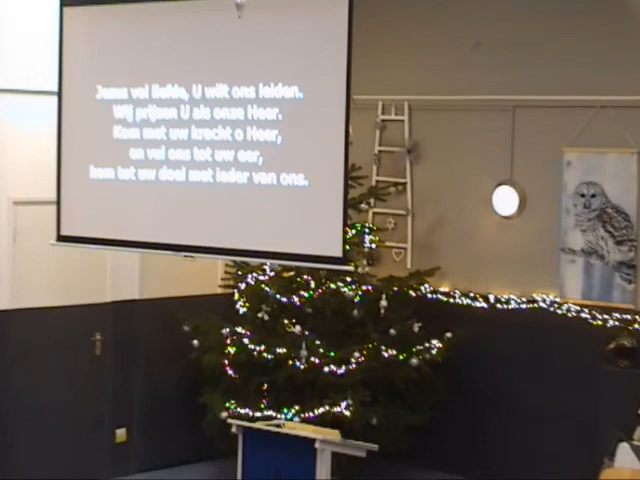 Jezus vol liefde, U wilt ons leiden.
Wij prijzen U als onze Heer.
Kom met uw kracht o Heer,
en vul ons tot uw eer,
kom tot uw doel met ieder van ons.